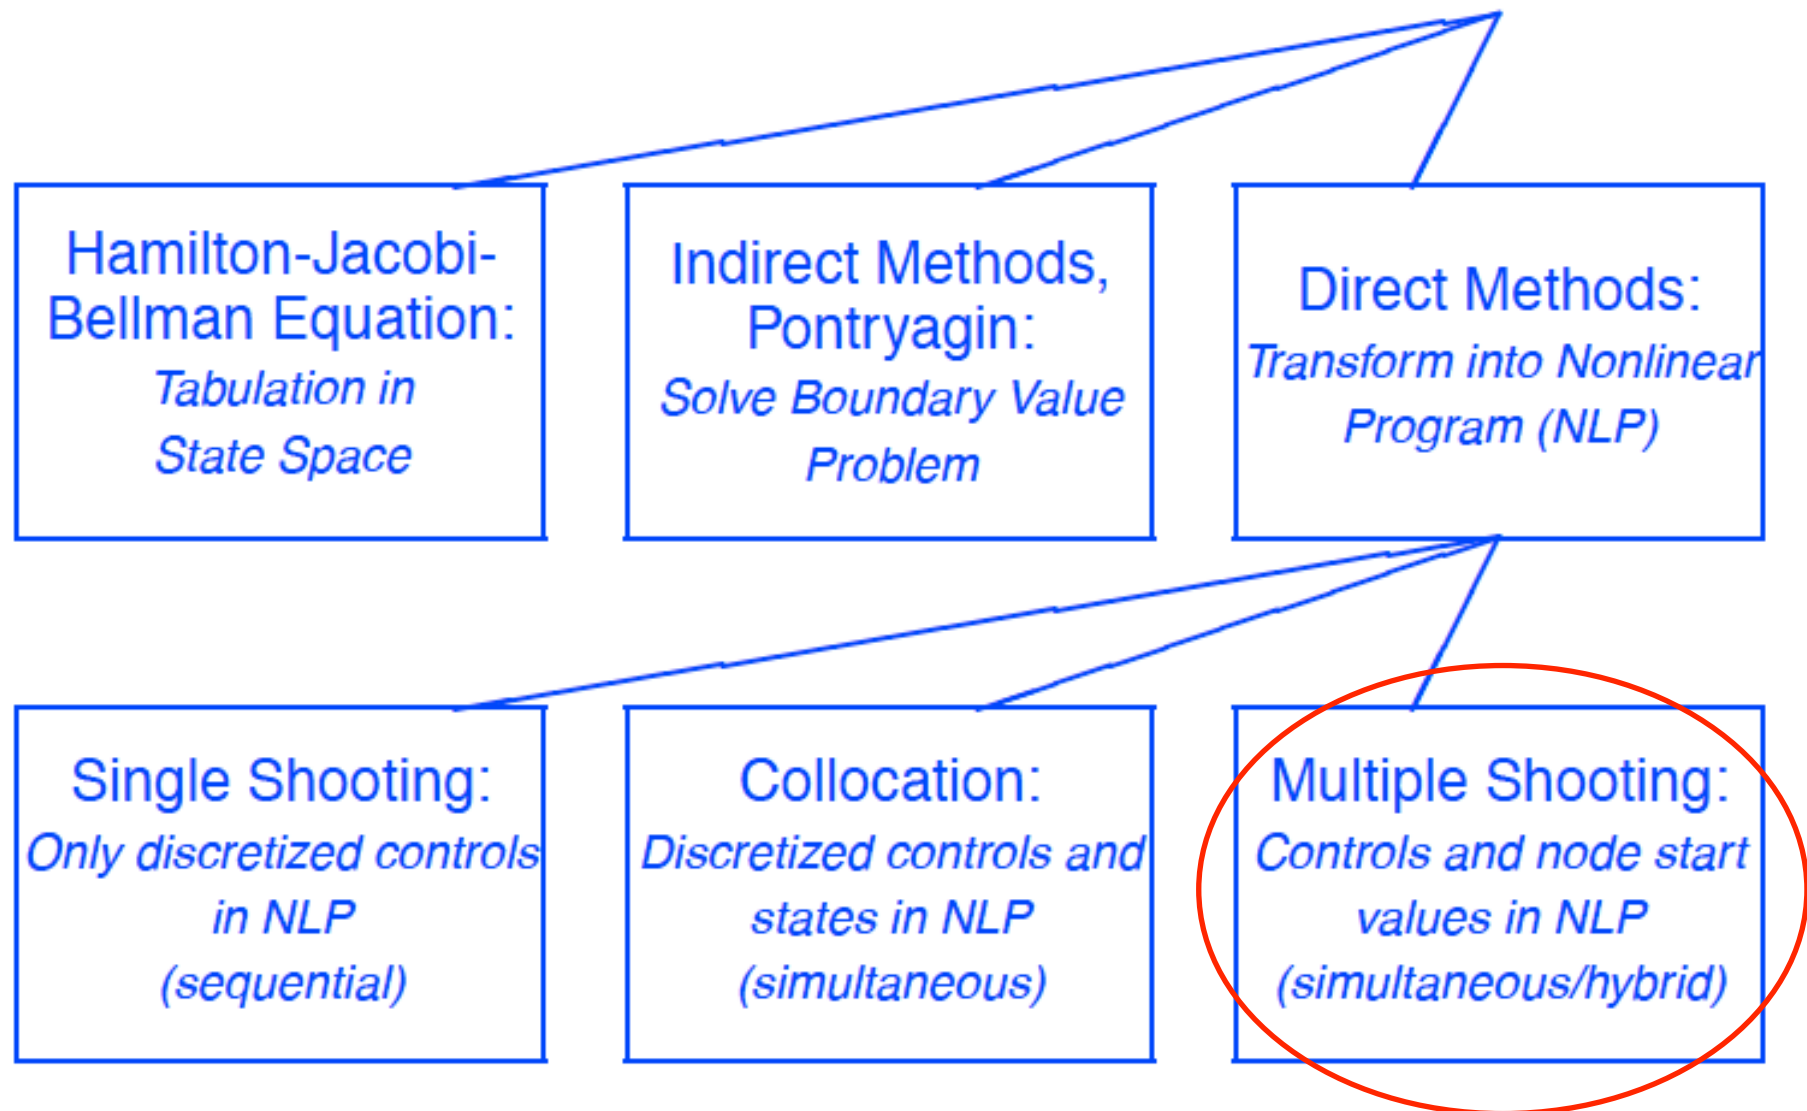 Hamilton-Jacobi-
Bellman Equation:
Tabulation in
State Space
Indirect Methods,
Pontryagin:
Solve Boundary Value
Problem
Direct Methods:
Transform into Nonlinear
Program (NLP)
Single Shooting:
Only discretized controls
in NLP
(sequential)
Collocation:
Discretized controls and
states in NLP
(simultaneous)
Multiple Shooting:
Controls and node start
values in NLP
(simultaneous/hybrid)